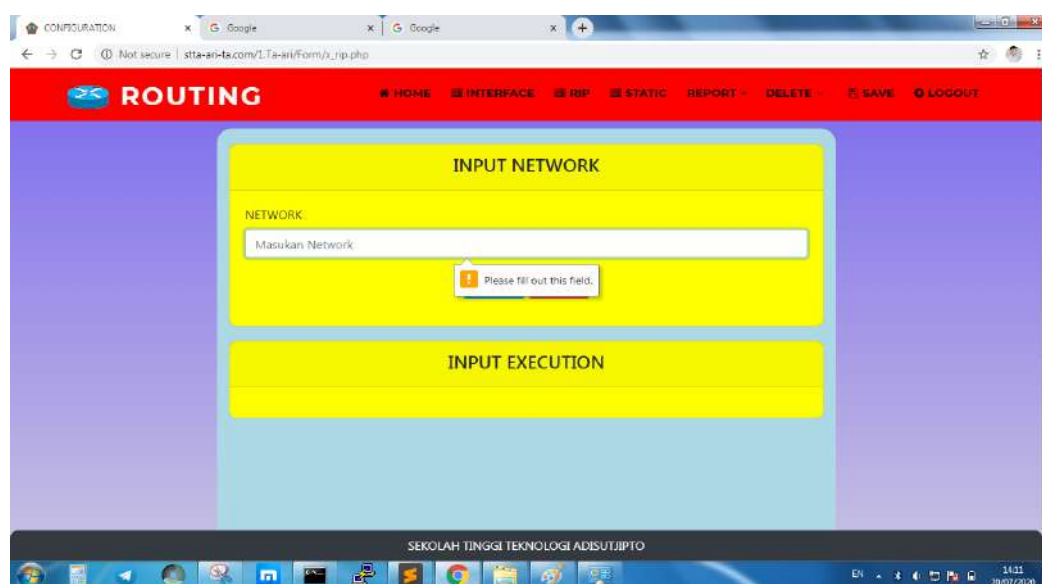 CONFIGURATION
Google
Google
Not secure | stta-ari-ta.com/1.Ta-ari/Form/x_rip.php
ROUTING
HOME
INTERFACE
RIP
STATIC
REPORT
DELETE
SAVE
LOGOUT
INPUT NETWORK
NETWORK
Masukan Network
Please fill out this field.
INPUT EXECUTION
SEKOLAH TINGGI TEKNOLOGI ADISUTJIPTO
EN
14:11